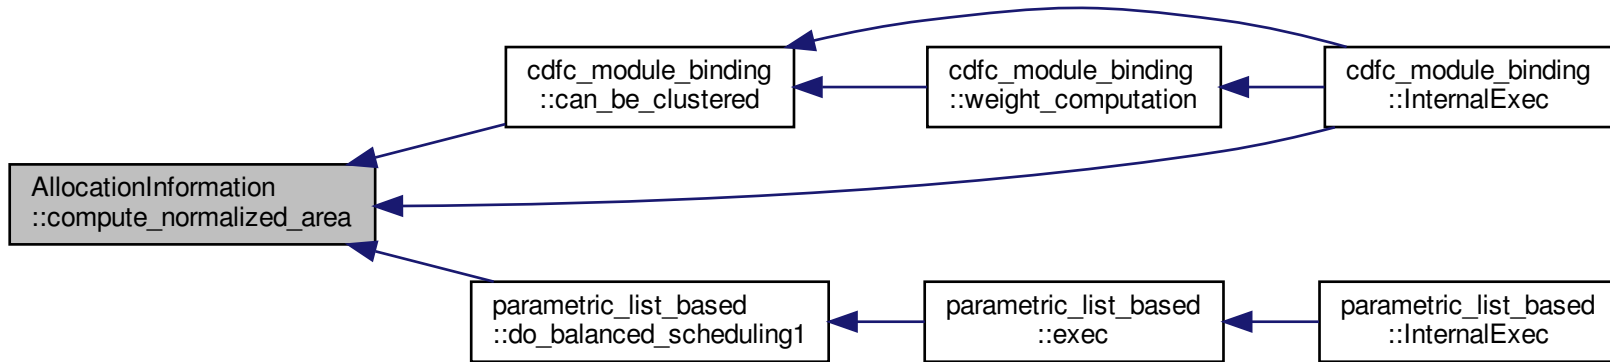 AllocationInformation
::compute_normalized_area
cdfc_module_binding
::can_be_clustered
cdfc_module_binding
::weight_computation
cdfc_module_binding
::InternalExec
parametric_list_based
::do_balanced_scheduling1
parametric_list_based
::exec
parametric_list_based
::InternalExec